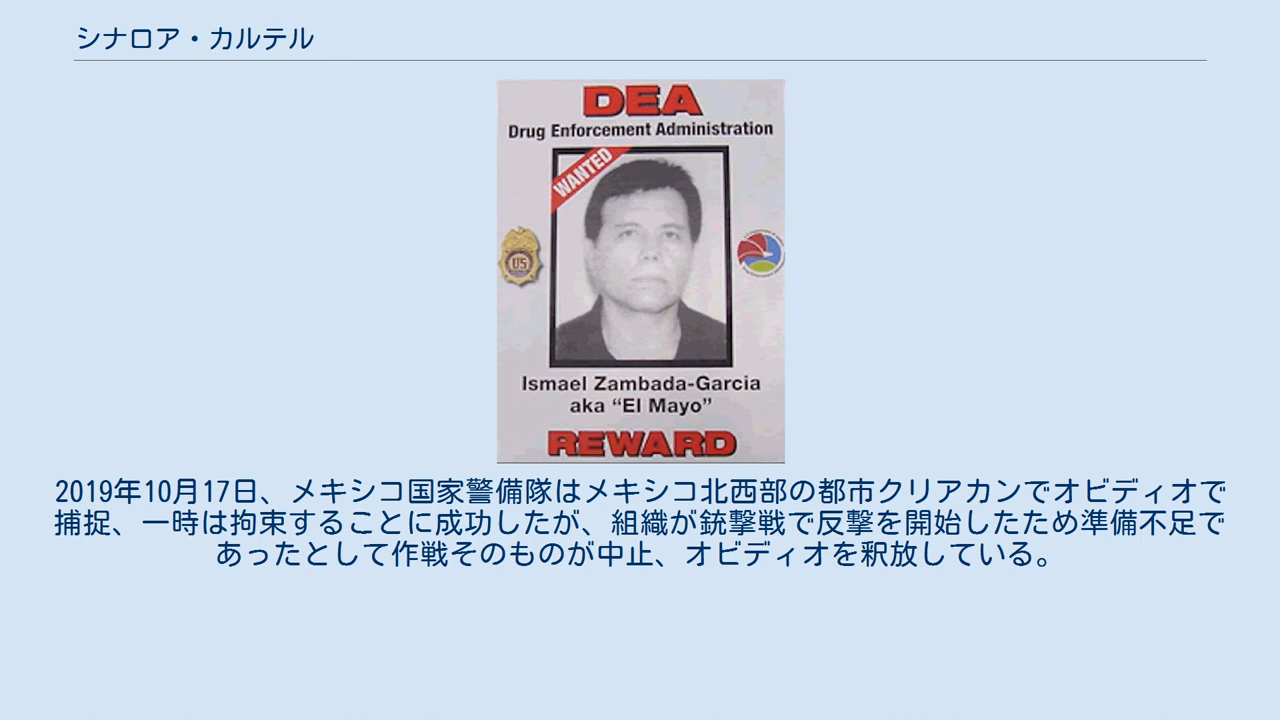 シナロア・カルテル
DEA
Drug Enforcement Administration
WANTED
US
Ismael Zambada-Garcia
aka “El Mayo”
REWARD
2019年10月17日、メキシコ国家警備隊はメキシコ北西部の都市クリアカンでオビディオで
捕捉、一時は拘束することに成功したが、組織が銃撃戦で反撃を開始したため準備不足で
あったとして作戦そのものが中止、オビディオを釈放している。